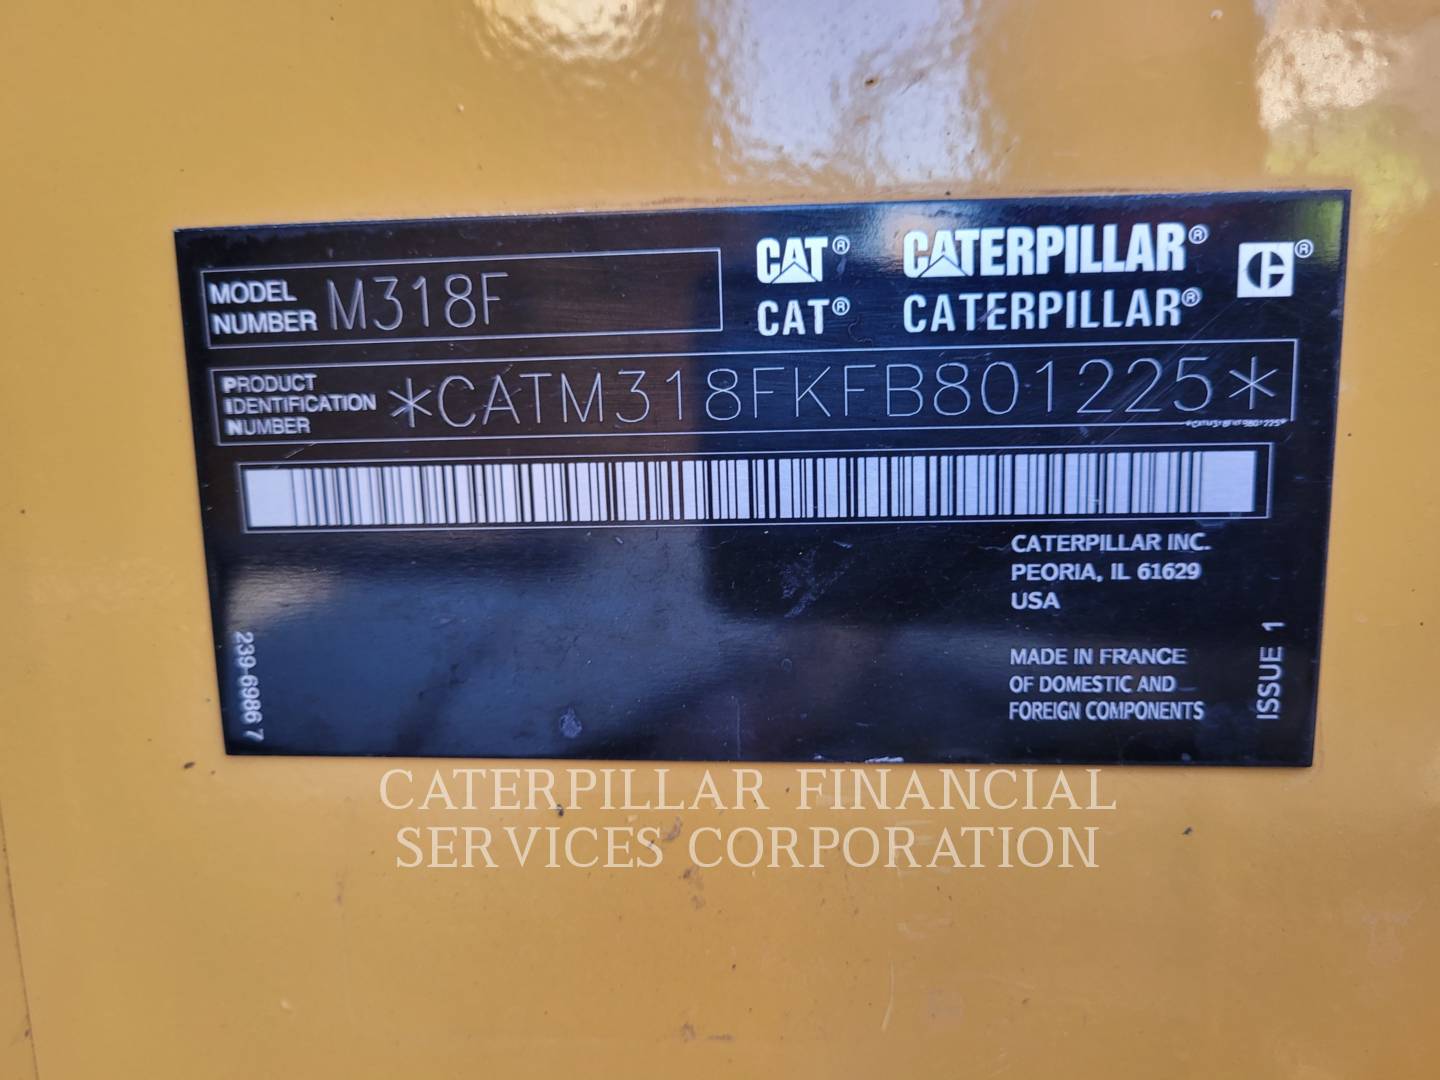 MODEL NUMBER M318F
CAT® CATERPILLAR® C®
CAT® CATERPILLAR®
PRODUCT IDENTIFICATION NUMBER *CATM318FKFB801225*
CATERPILLAR INC.
PEORIA, IL 61629
USA
MADE IN FRANCE
OF DOMESTIC AND
FOREIGN COMPONENTS
ISSUE 1
239-6986 7
CATERPILLAR FINANCIAL
SERVICES CORPORATION